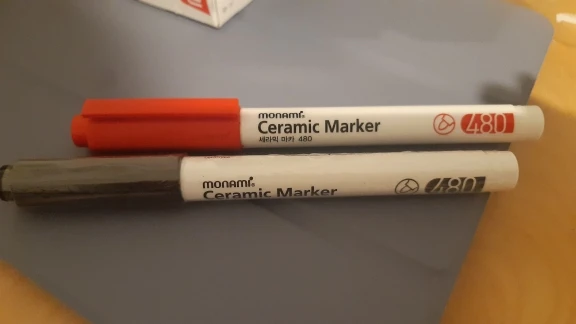 monami
Ceramic Marker
세라믹 마카 480
480
monami
Ceramic Marker
480